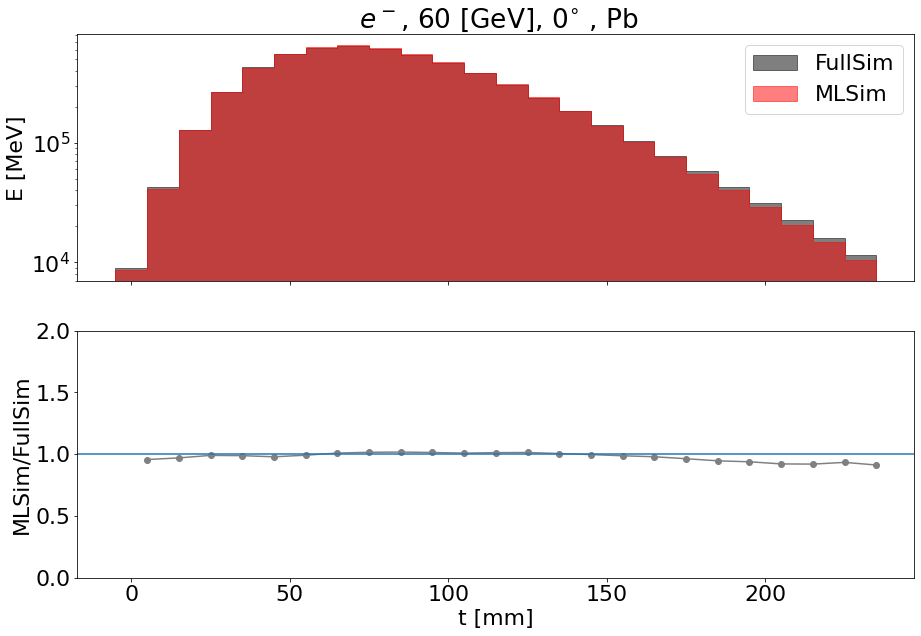 e⁻, 60 [GeV], 0°, Pb
E [MeV]
10⁵
10⁴
FullSim
MLSim
MLSim/FullSim
2.0
1.5
1.0
0.5
0.0
0 50 100 150 200
t [mm]